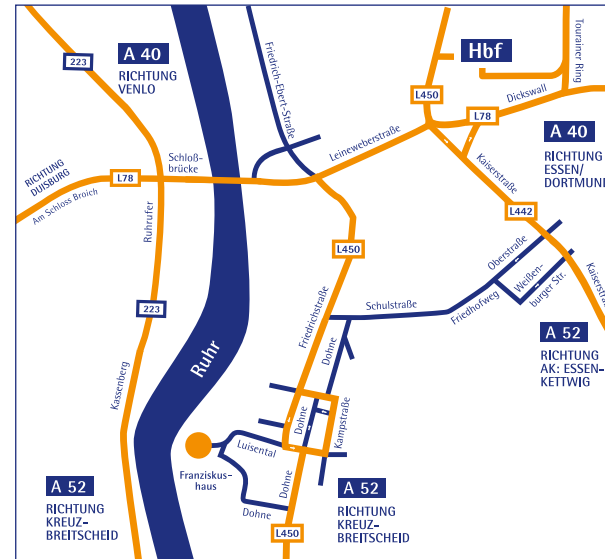 A 40
RICHTUNG
VENLO
223
Friedrich-Ebert-Straße
Hbf
Tourainer Ring
L450
Dickswall
L78
A 40
RICHTUNG
ESSEN/
DORTMUND
Leineweberstraße
Kaiserstraße
Schloß-
brücke
RICHTUNG
DUISBURG
L78
Am Schloss Broich
Ruhrufer
L442
L450
Oberstraße
Weißen-
burger Str.
Friedhofweg
Schulstraße
Kaiserstraße
223
Friedrichstraße
Dohne
A 52
RICHTUNG
AK: ESSEN-
KETTWIG
Ruhr
Kassenberg
Dohne
Kampstraße
Luisental
Franziskus-
haus
Dohne
Dohne
A 52
RICHTUNG
KREUZ-
BREITSCHEID
A 52
RICHTUNG
KREUZ-
BREITSCHEID
L450